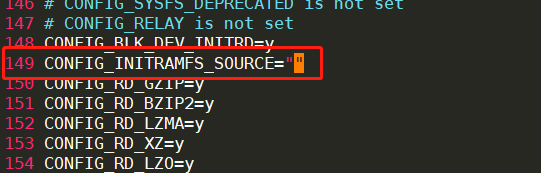 146 # CONFIG_SYSFS_DEPRECATED is not set
147 # CONFIG_RELAY is not set
148 CONFIG_BLK_DEV_INITRD=y
149 CONFIG_INITRAMFS_SOURCE=""
150 CONFIG_RD_GZIP=y
151 CONFIG_RD_BZIP2=y
152 CONFIG_RD_LZMA=y
153 CONFIG_RD_XZ=y
154 CONFIG_RD_LZO=y